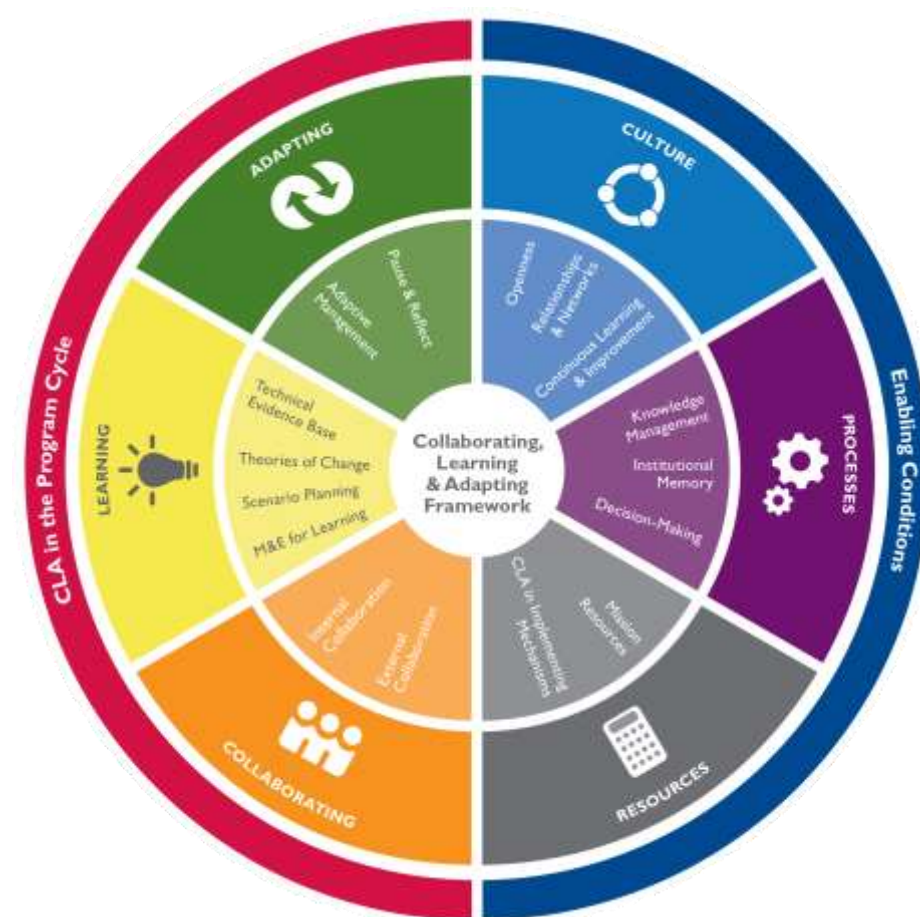 CLA in the Program Cycle
ADAPTING
Adaptive
Management
Pause & Reflect
LEARNING
Technical
Evidence Base
Theories of Change
Scenario Planning
M&E for Learning
COLLABORATING
Internal
Collaboration
External
Collaboration
Collaborating,
Learning
& Adapting
Framework
Enabling Conditions
CULTURE
Openness
Relationships
& Networks
Continuous Learning
& Improvement
PROCESSES
Knowledge
Management
Institutional
Memory
Decision-Making
RESOURCES
Mission
Resources
CLA in Implementing
Mechanisms